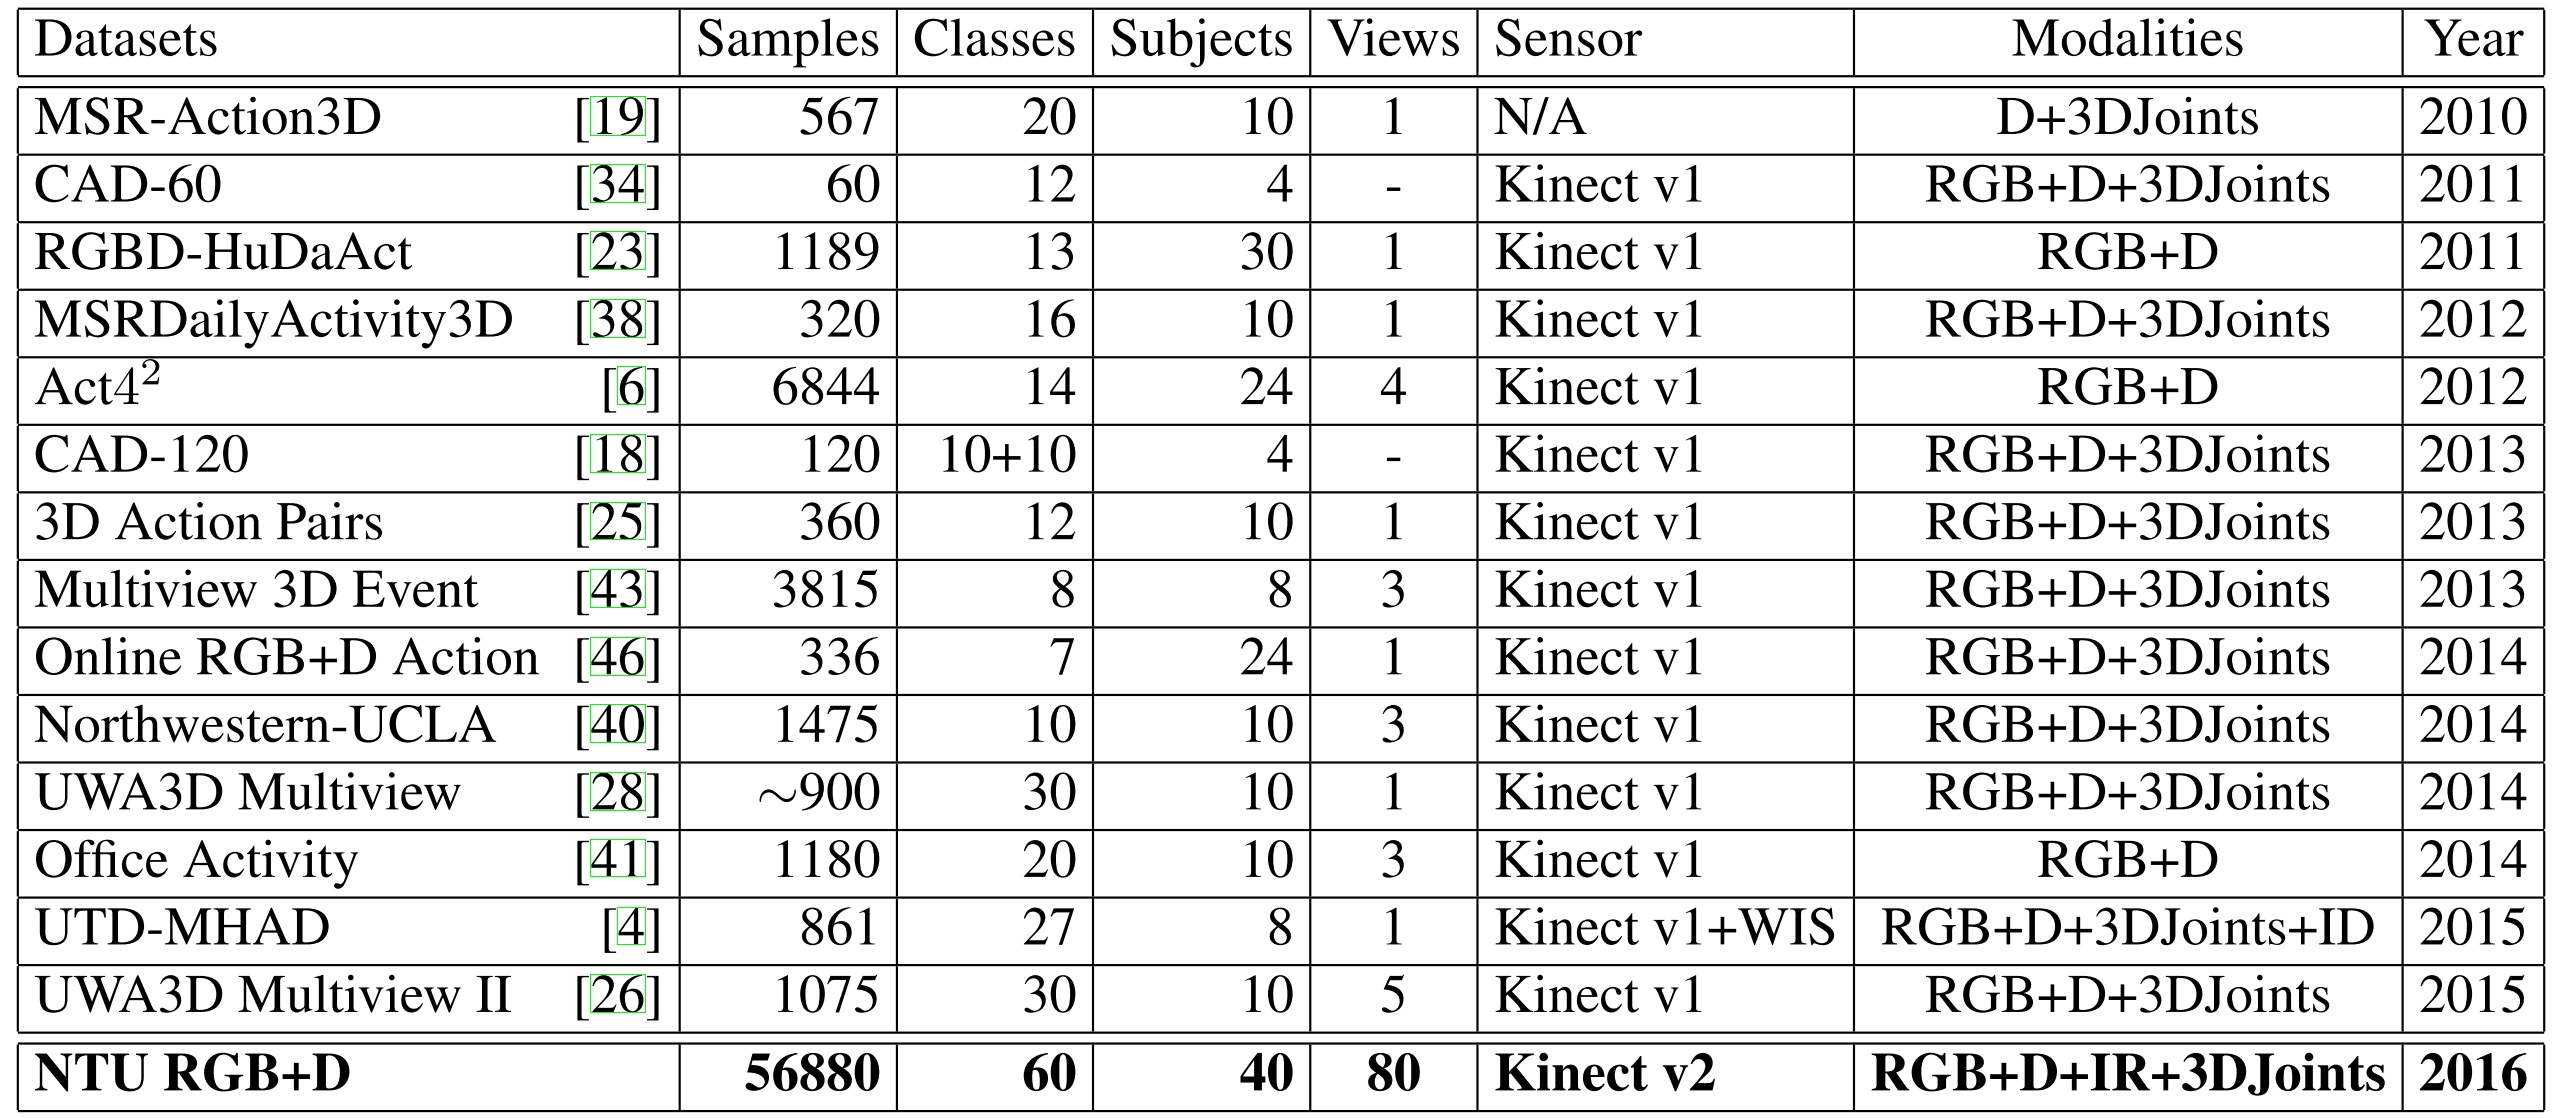 Datasets Samples Classes Subjects Views Sensor Modalities Year
MSR-Action3D [19] 567 20 10 1 N/A D+3DJoints 2010
CAD-60 [34] 60 12 4 - Kinect v1 RGB+D+3DJoints 2011
RGBD-HuDaAct [23] 1189 13 30 1 Kinect v1 RGB+D 2011
MSRDailyActivity3D [38] 320 16 10 1 Kinect v1 RGB+D+3DJoints 2012
Act4² [6] 6844 14 24 4 Kinect v1 RGB+D 2012
CAD-120 [18] 120 10+10 4 - Kinect v1 RGB+D+3DJoints 2013
3D Action Pairs [25] 360 12 10 1 Kinect v1 RGB+D+3DJoints 2013
Multiview 3D Event [43] 3815 8 8 3 Kinect v1 RGB+D+3DJoints 2013
Online RGB+D Action [46] 336 7 24 1 Kinect v1 RGB+D+3DJoints 2014
Northwestern-UCLA [40] 1475 10 10 3 Kinect v1 RGB+D+3DJoints 2014
UWA3D Multiview [28] ~900 30 10 1 Kinect v1 RGB+D+3DJoints 2014
Office Activity [41] 1180 20 10 3 Kinect v1 RGB+D 2014
UTD-MHAD [4] 861 27 8 1 Kinect v1+WIS RGB+D+3DJoints+ID 2015
UWA3D Multiview II [26] 1075 30 10 5 Kinect v1 RGB+D+3DJoints 2015
NTU RGB+D 56880 60 40 80 Kinect v2 RGB+D+IR+3DJoints 2016